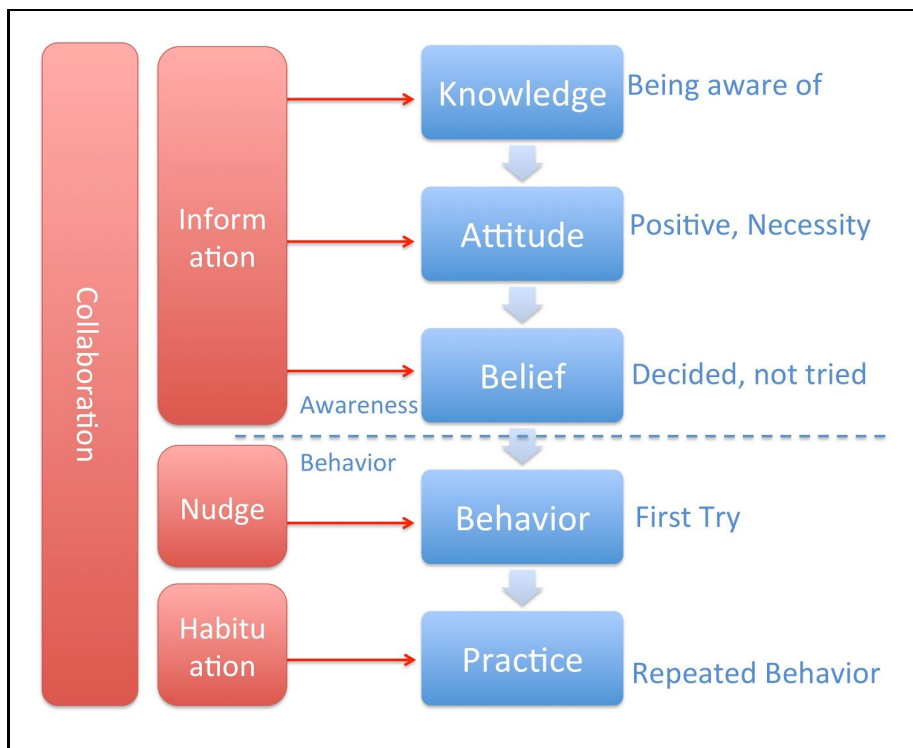 Collaboration
Inform
ation
Knowledge
Being aware of
Attitude
Positive, Necessity
Belief
Decided, not tried
Awareness
Behavior
Nudge
Behavior
First Try
Habitu
ation
Practice
Repeated Behavior